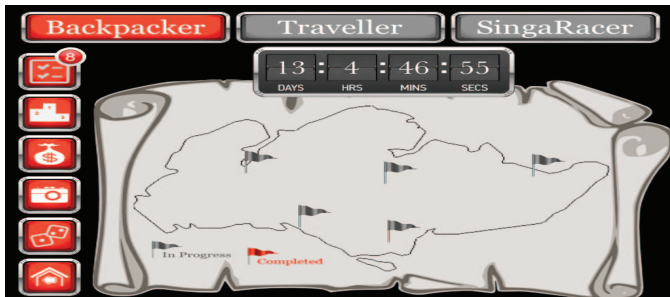 Backpacker
Traveller
SingaRacer
8
13 : 4 : 46 : 55
DAYS HRS MINS SECS
$
In Progress
Completed